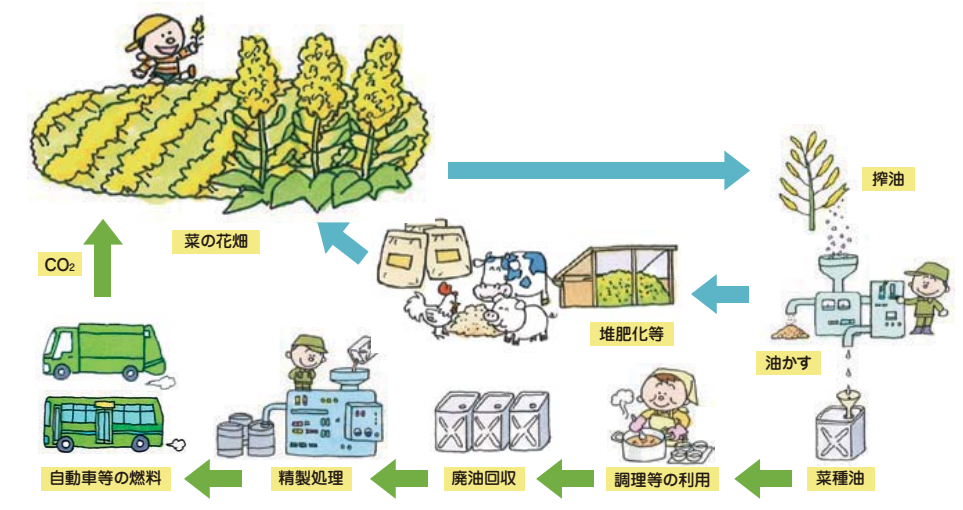 搾油
菜の花畑
CO₂
堆肥化等
油かす
自動車等の燃料
精製処理
廃油回収
調理等の利用
菜種油